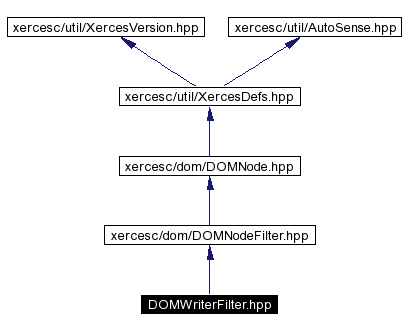 xercesc/util/XercesVersion.hpp
xercesc/util/AutoSense.hpp
xercesc/util/XercesDefs.hpp
xercesc/dom/DOMNode.hpp
xercesc/dom/DOMNodeFilter.hpp
DOMWriterFilter.hpp